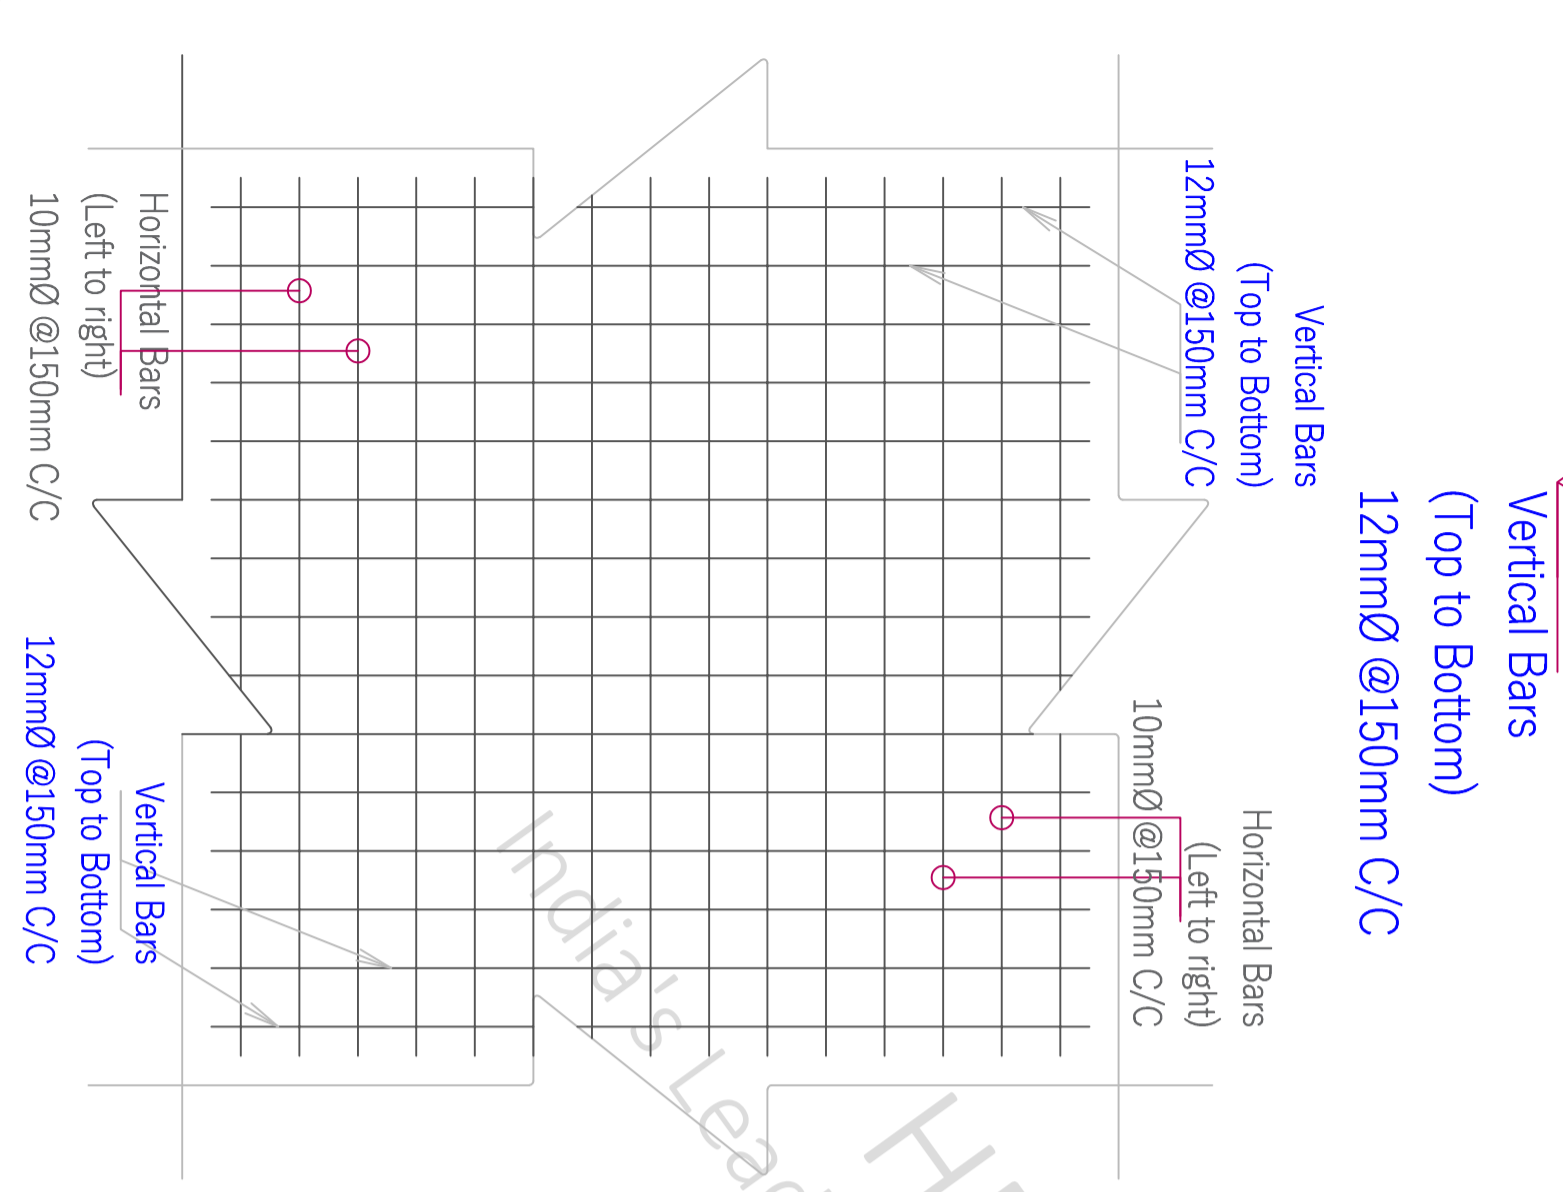 Vertical Bars
(Top to Bottom)
12mmØ @150mm C/C
Vertical Bars
(Top to Bottom)
12mmØ @150mm C/C
Horizontal Bars
(Left to right)
10mmØ @150mm C/C
Horizontal Bars
(Left to right)
10mmØ @150mm C/C
Vertical Bars
(Top to Bottom)
12mmØ @150mm C/C
India's